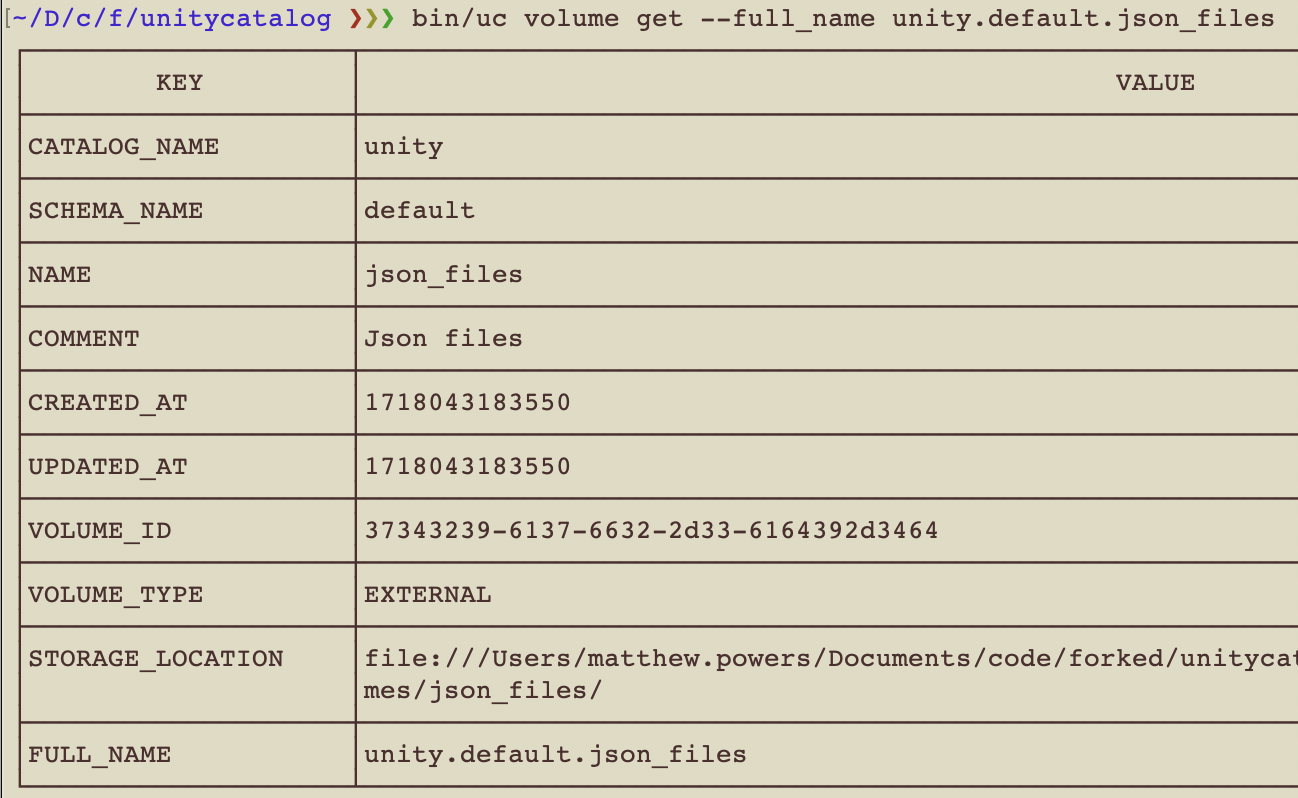 [~/D/c/f/unitycatalog ❯❯❯ bin/uc volume get --full_name unity.default.json_files
KEY VALUE
CATALOG_NAME unity
SCHEMA_NAME default
NAME json_files
COMMENT Json files
CREATED_AT 1718043183550
UPDATED_AT 1718043183550
VOLUME_ID 37343239-6137-6632-2d33-6164392d3464
VOLUME_TYPE EXTERNAL
STORAGE_LOCATION file:///Users/matthew.powers/Documents/code/forked/unitycat
mes/json_files/
FULL_NAME unity.default.json_files